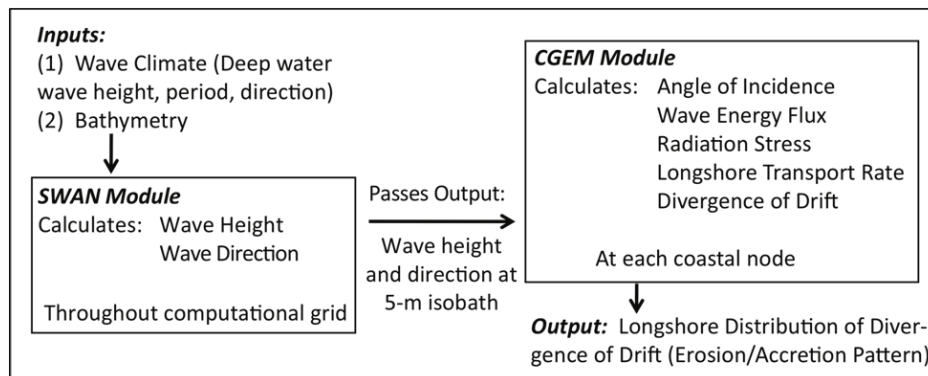 Inputs:
(1) Wave Climate (Deep water
wave height, period, direction)
(2) Bathymetry
SWAN Module
Calculates: Wave Height
Wave Direction
Throughout computational grid
Passes Output:
Wave height
and direction at
5-m isobath
CGEM Module
Calculates: Angle of Incidence
Wave Energy Flux
Radiation Stress
Longshore Transport Rate
Divergence of Drift
At each coastal node
Output: Longshore Distribution of Diver-
gence of Drift (Erosion/Accretion Pattern)